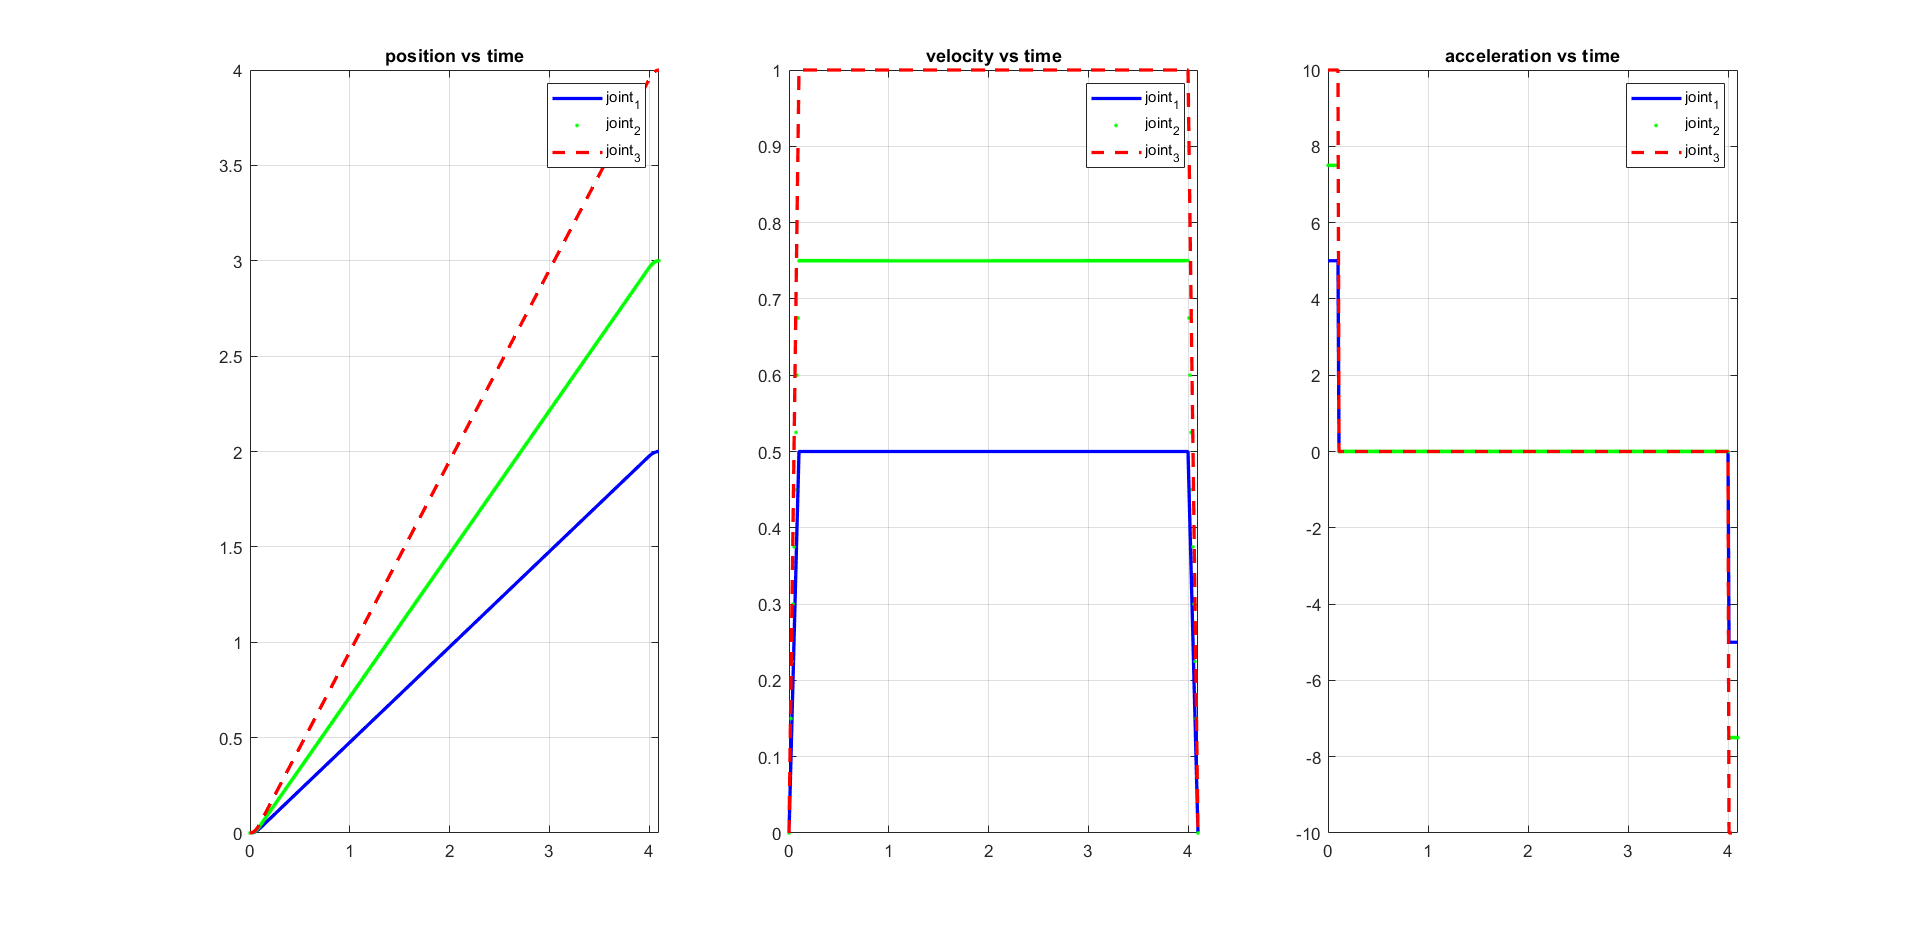 position vs time
4
3.5
3
2.5
2
1.5
1
0.5
0
0 1 2 3 4
joint1
joint2
joint3
velocity vs time
1
0.9
0.8
0.7
0.6
0.5
0.4
0.3
0.2
0.1
0
0 1 2 3 4
joint1
joint2
joint3
acceleration vs time
10
8
6
4
2
0
-2
-4
-6
-8
-10
0 1 2 3 4
joint1
joint2
joint3